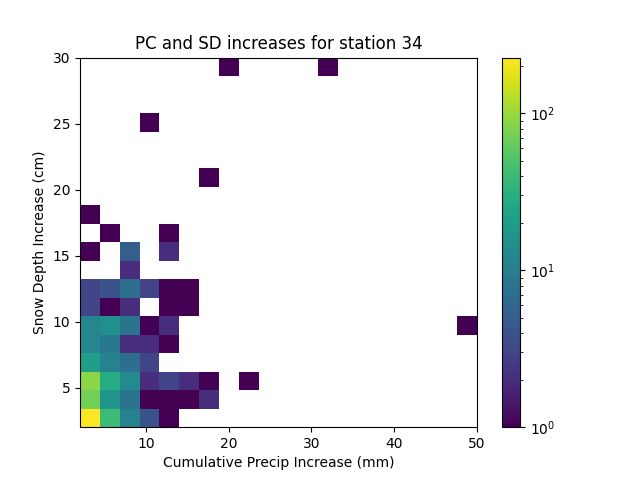 PC and SD increases for station 34
30
25
20
15
10
5
Snow Depth Increase (cm)
10 20 30 40 50
Cumulative Precip Increase (mm)
10²
10¹
10⁰